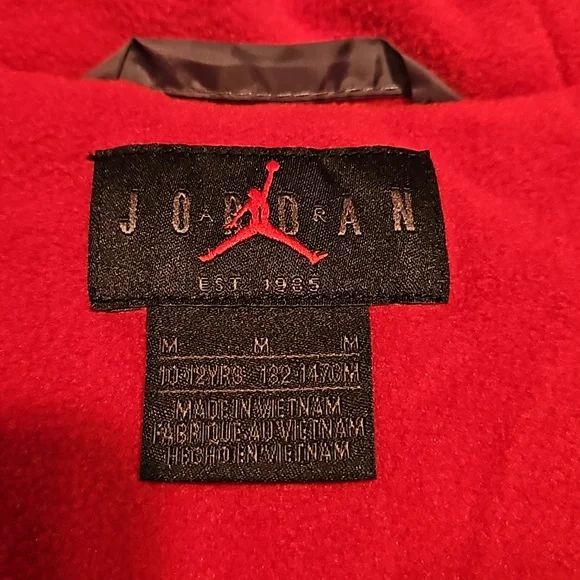 JORDAN
AIR
EST. 1985
M M M
10-12YRS 132-147CM
MADE IN VIETNAM
FABRIQUE AU VIETNAM
HECHO EN VIETNAM